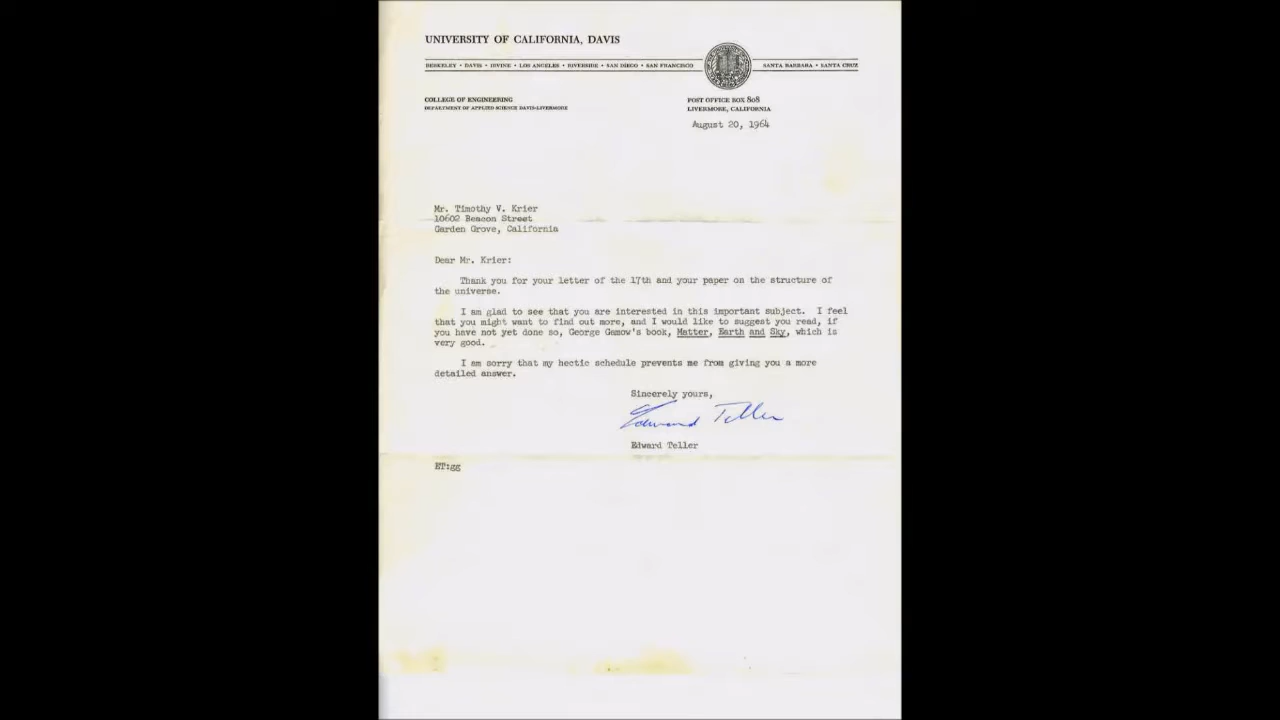 UNIVERSITY OF CALIFORNIA, DAVIS
BERKELEY • DAVIS • IRVINE • LOS ANGELES • RIVERSIDE • SAN DIEGO • SAN FRANCISCO
SANTA BARBARA • SANTA CRUZ
COLLEGE OF ENGINEERING
DEPARTMENT OF APPLIED SCIENCE DAVIS-LIVERMORE
POST OFFICE BOX 808
LIVERMORE, CALIFORNIA
August 20, 1964
Mr. Timothy V. Krier
10602 Beacon Street
Garden Grove, California
Dear Mr. Krier:
Thank you for your letter of the 17th and your paper on the structure of
the universe.
I am glad to see that you are interested in this important subject. I feel
that you might want to find out more, and I would like to suggest you read, if
you have not yet done so, George Gamow's book, Matter, Earth and Sky, which is
very good.
I am sorry that my hectic schedule prevents me from giving you a more
detailed answer.
Sincerely yours,
Edward Teller
Edward Teller
ET:gg